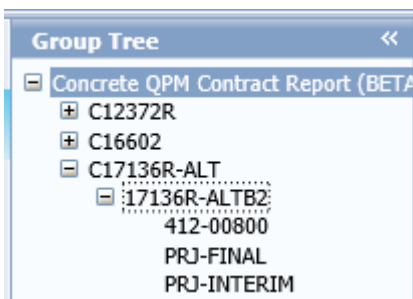 Group Tree «
Concrete QPM Contract Report (BETA
C12372R
C16602
C17136R-ALT
17136R-ALTB2
412-00800
PRJ-FINAL
PRJ-INTERIM